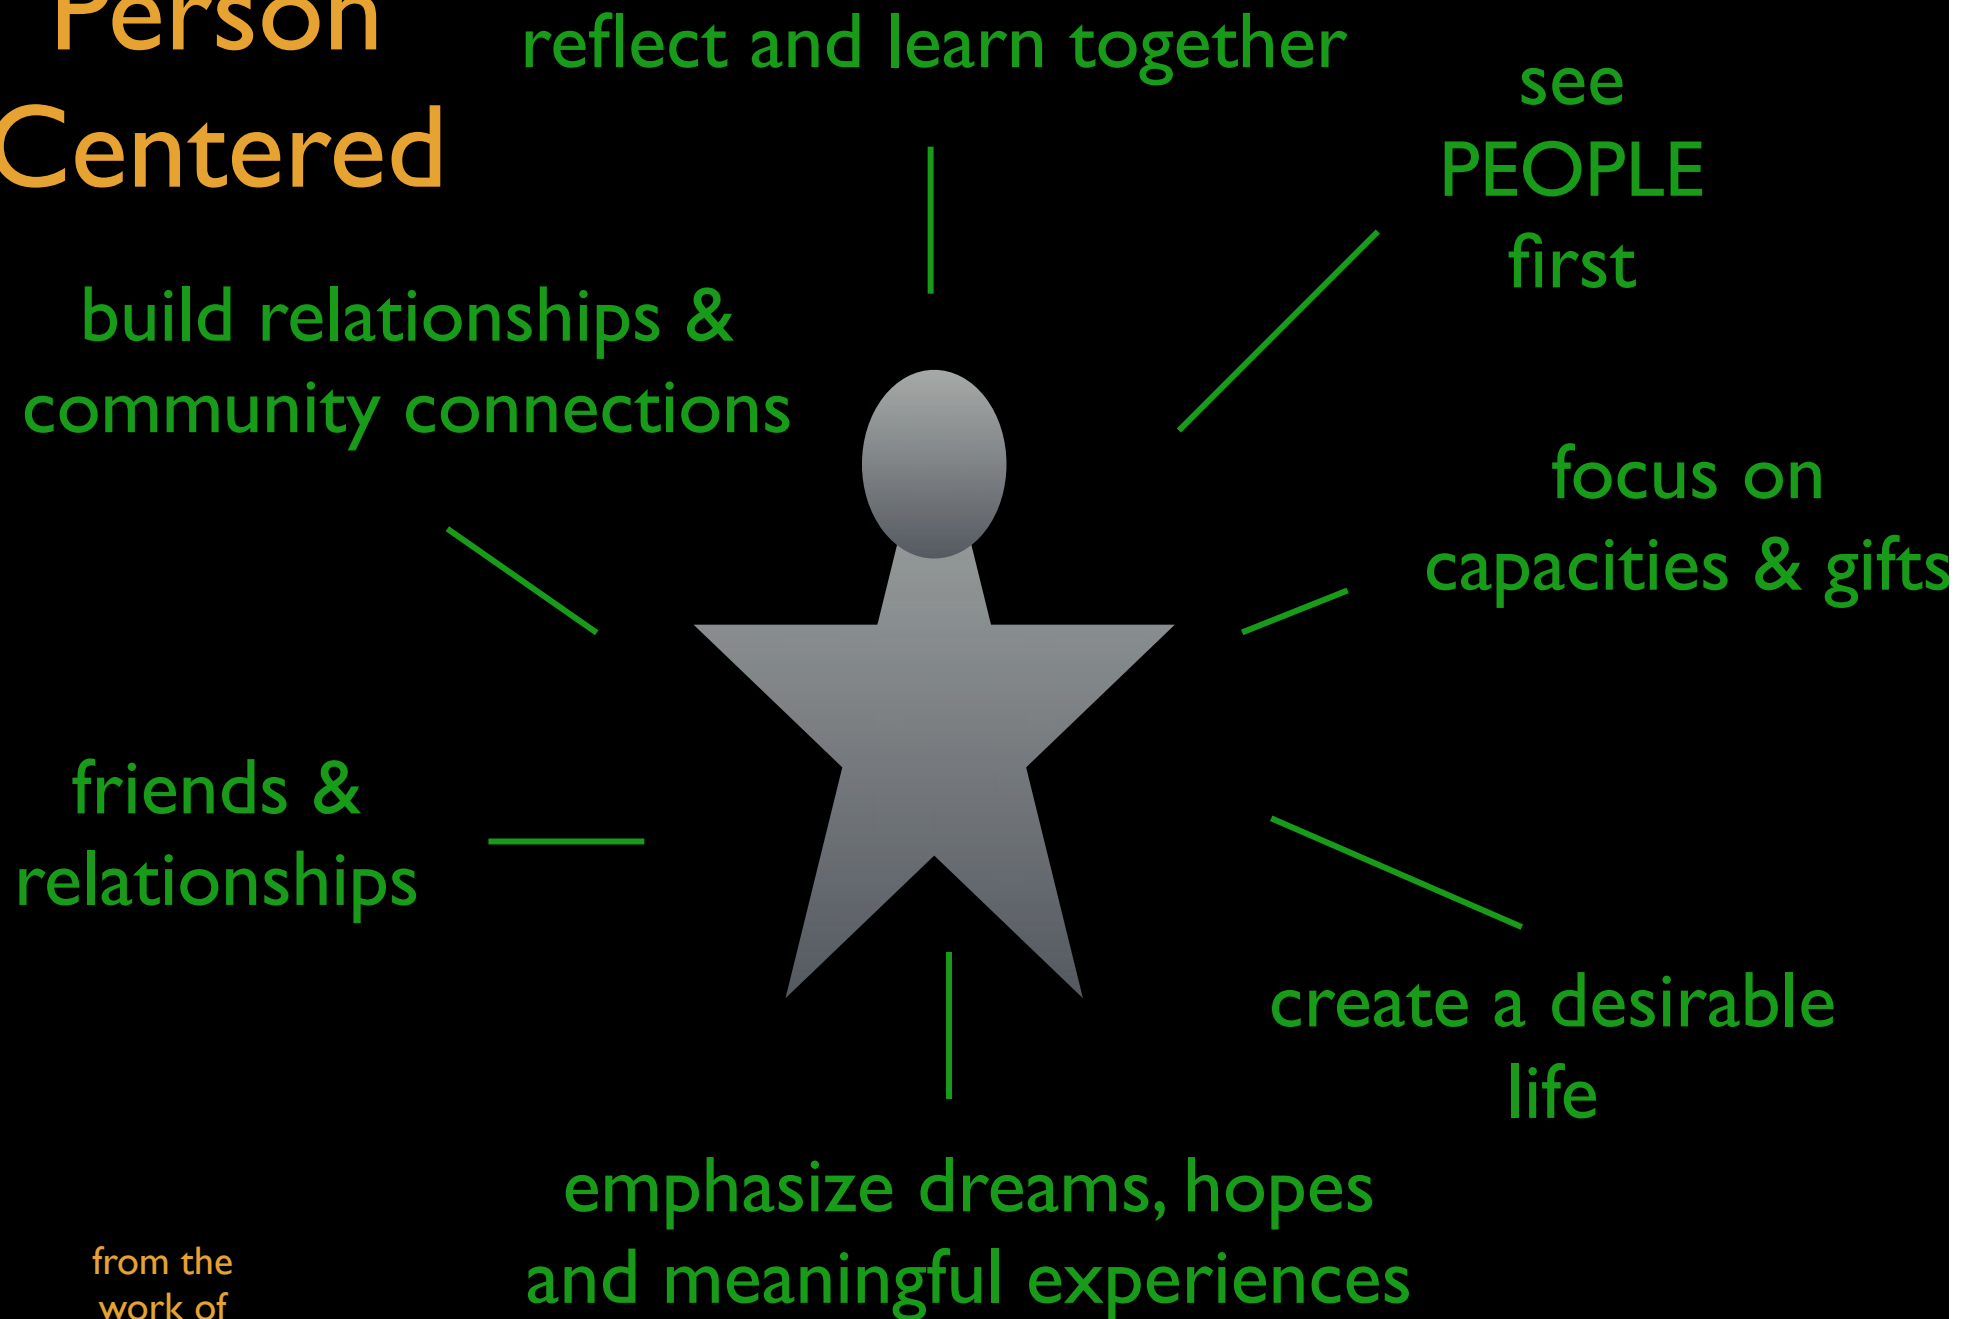 Person
Centered
reflect and learn together
see
PEOPLE
first
build relationships &
community connections
focus on
capacities & gifts
friends &
relationships
create a desirable
life
emphasize dreams, hopes
and meaningful experiences
from the
work of